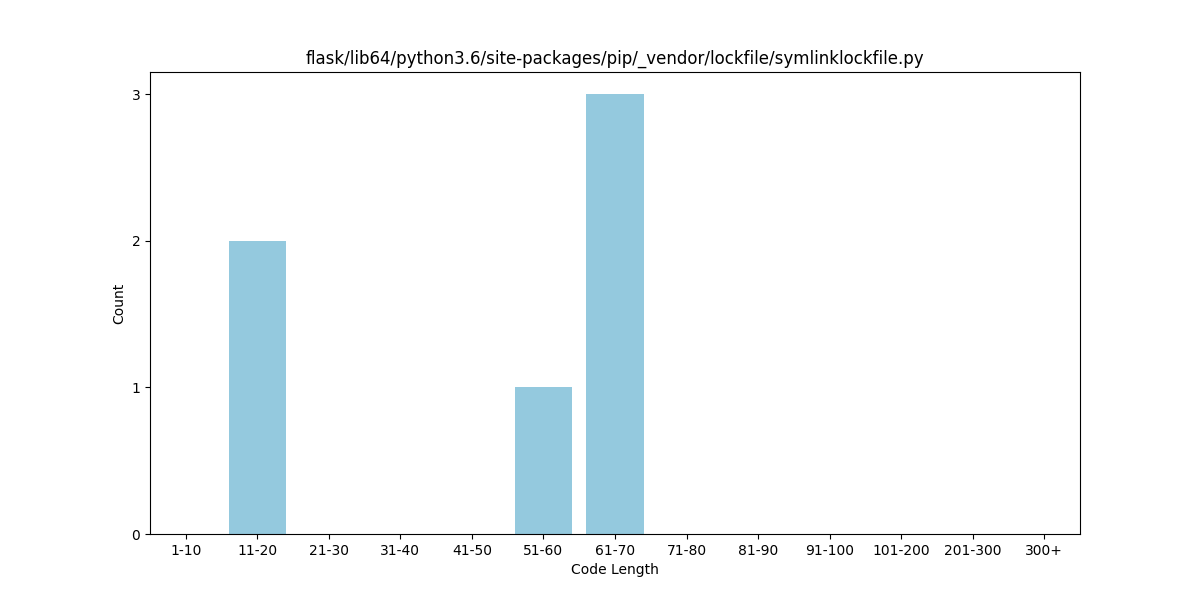 flask/lib64/python3.6/site-packages/pip/_vendor/lockfile/symlinklockfile.py
3
2
1
0
Count
1-10 11-20 21-30 31-40 41-50 51-60 61-70 71-80 81-90 91-100 101-200 201-300 300+
Code Length